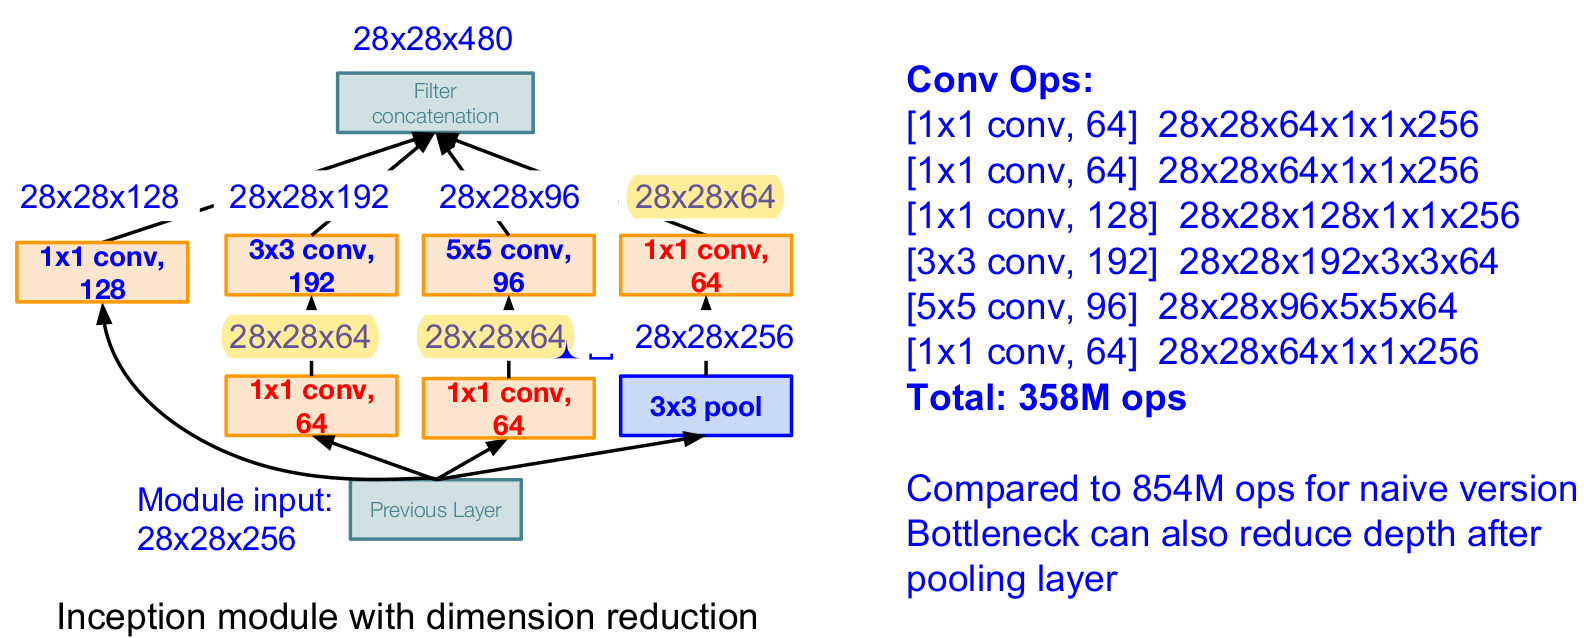 28x28x480
Filter
concatenation
28x28x128
28x28x192
28x28x96
28x28x64
1x1 conv,
128
3x3 conv,
192
5x5 conv,
96
1x1 conv,
64
28x28x64
28x28x64
28x28x256
1x1 conv,
64
1x1 conv,
64
3x3 pool
Module input:
28x28x256
Previous Layer
Inception module with dimension reduction
Conv Ops:
[1x1 conv, 64] 28x28x64x1x1x256
[1x1 conv, 64] 28x28x64x1x1x256
[1x1 conv, 128] 28x28x128x1x1x256
[3x3 conv, 192] 28x28x192x3x3x64
[5x5 conv, 96] 28x28x96x5x5x64
[1x1 conv, 64] 28x28x64x1x1x256
Total: 358M ops
Compared to 854M ops for naive version
Bottleneck can also reduce depth after
pooling layer